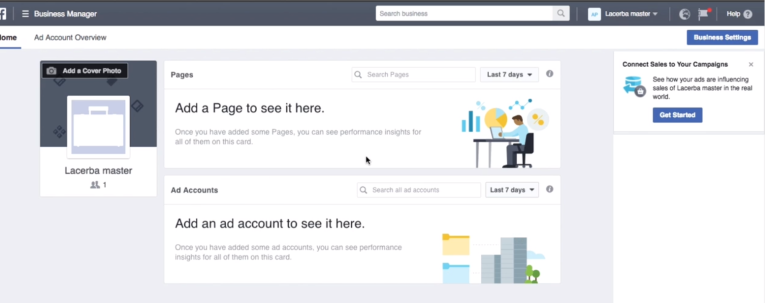 Business Manager
Search business
AP
Lacerba master
Help
Home
Ad Account Overview
Business Settings
Add a Cover Photo
Lacerba master
1
Pages
Search Pages
Last 7 days
Add a Page to see it here.
Once you have added some Pages, you can see performance insights for
all of them on this card.
Ad Accounts
Search all ad accounts
Last 7 days
Add an ad account to see it here.
Once you have added some ad accounts, you can see performance
insights for all of them on this card.
Connect Sales to Your Campaigns
See how your ads are influencing
sales of Lacerba master in the real
world.
Get Started